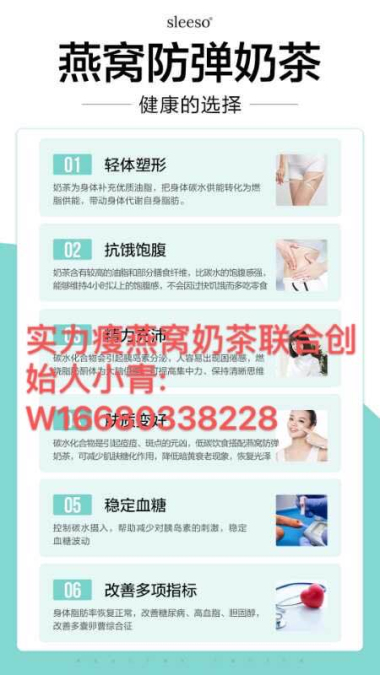 sleeso®
燕窝防弹奶茶
健康的选择
01 轻体塑形
奶茶为身体补充优质油脂，把身体碳水供能转化为燃
脂供能，带动身体代谢自身脂肪。
02 抗饿饱腹
奶茶含有较高的油脂和部分膳食纤维，比碳水的饱腹感强，
能够维持4小时以上的饱腹感，不会因过快饥饿而多吃零食
精力充沛
实力瘦燕窝奶茶联合创
碳水化合物会引起胰岛素分泌，人容易出现困倦感，燃
始人小青:
保持清晰思维
W16
338228
肤质变好
碳水化合物是引起痘痘、斑点的元凶，低碳饮食搭配燕窝防弹
奶茶，可减少肌肤糖化作用，降低暗黄衰老现象，恢复光泽
05 稳定血糖
控制碳水摄入，帮助减少对胰岛素的刺激，稳定
血糖波动
06 改善多项指标
身体脂肪率恢复正常，改善糖尿病、高血脂、胆固醇，
改善多囊卵曹综合征